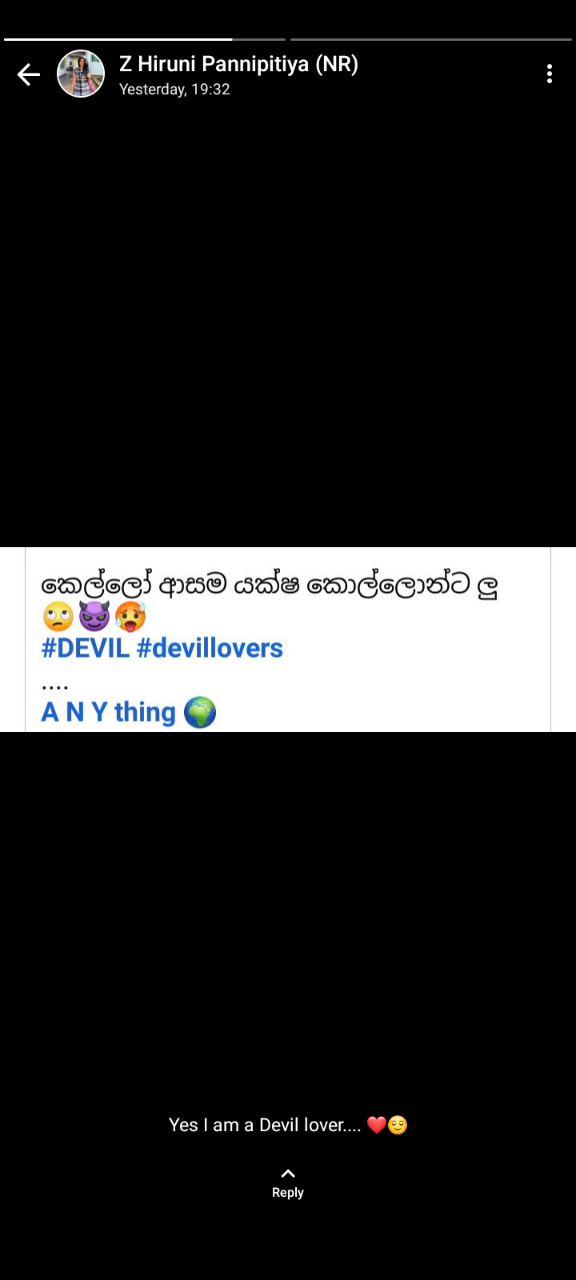 Z Hiruni Pannipitiya (NR)
Yesterday, 19:32
කෙල්ලෝ ආසම යක්ෂ කොල්ලොන්ට ලු
🙄😈🥵
#DEVIL #devillovers
....
A N Y thing 🌍
Yes I am a Devil lover.... ❤️😌
Reply